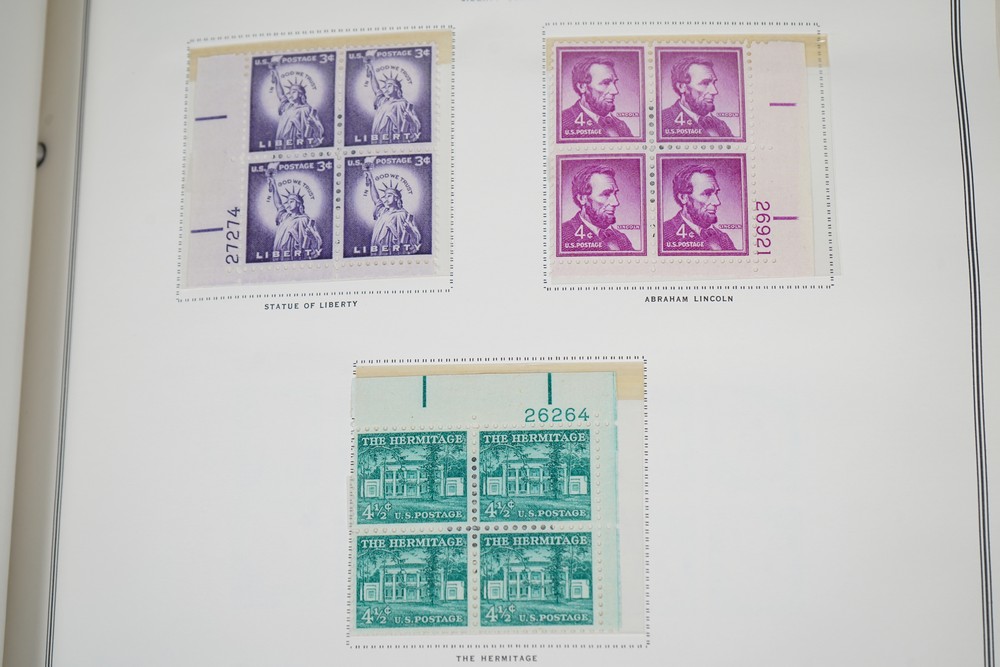 U.S. POSTAGE 3¢
IN GOD WE TRUST
LIBERTY
U.S. POSTAGE 3¢
IN GOD WE TRUST
LIBERTY
U.S. POSTAGE 3¢
IN GOD WE TRUST
LIBERTY
U.S. POSTAGE 3¢
IN GOD WE TRUST
LIBERTY
27274
STATUE OF LIBERTY
LINCOLN
4¢
U.S.POSTAGE
LINCOLN
4¢
U.S.POSTAGE
LINCOLN
4¢
U.S.POSTAGE
LINCOLN
4¢
U.S.POSTAGE
26921
ABRAHAM LINCOLN
26264
THE HERMITAGE
4½¢ U.S.POSTAGE
THE HERMITAGE
4½¢ U.S.POSTAGE
THE HERMITAGE
4½¢ U.S.POSTAGE
THE HERMITAGE
4½¢ U.S.POSTAGE
THE HERMITAGE